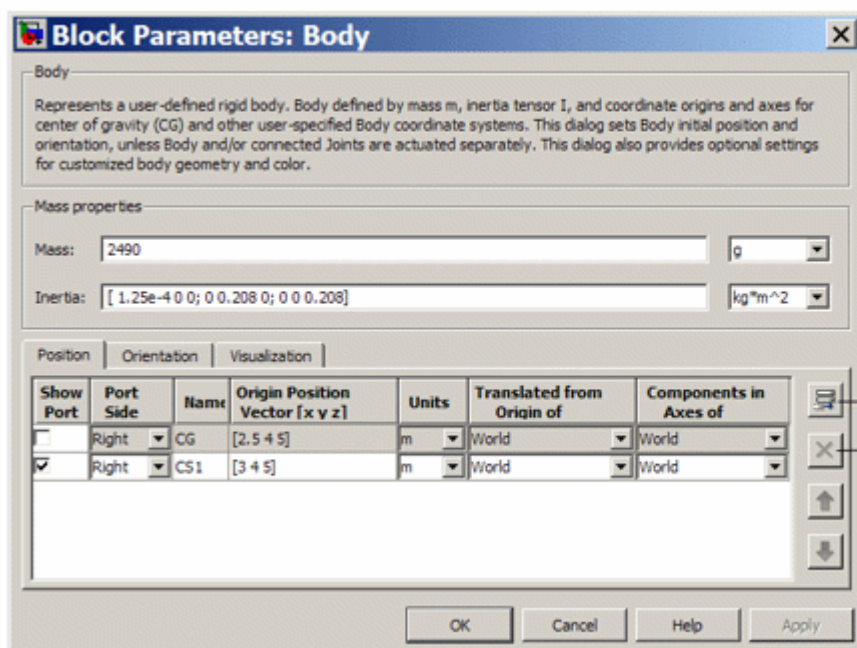 Block Parameters: Body
Body
Represents a user-defined rigid body. Body defined by mass m, inertia tensor I, and coordinate origins and axes for
center of gravity (CG) and other user-specified Body coordinate systems. This dialog sets Body initial position and
orientation, unless Body and/or connected Joints are actuated separately. This dialog also provides optional settings
for customized body geometry and color.
Mass properties
Mass: 2490 g
Inertia: [ 1.25e-4 0 0; 0 0.208 0; 0 0 0.208] kg*m^2
Position Orientation Visualization
Show Port Port Side Name Origin Position Vector [x y z] Units Translated from Origin of Components in Axes of
Right CG [2.5 4 5] m World World
Right CS1 [3 4 5] m World World
OK Cancel Help Apply